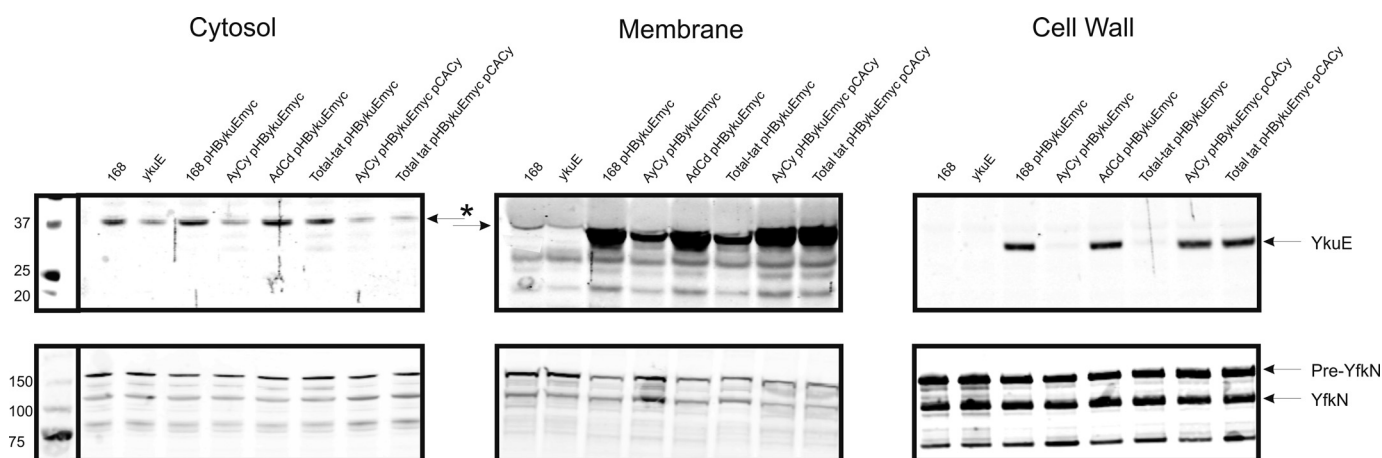 Cytosol
Membrane
Cell Wall
168
ykuE
168 pHBykuEmyc
AyCy pHBykuEmyc
AdCd pHBykuEmyc
Total-tat pHBykuEmyc
AyCy pHBykuEmyc pCACy
Total tat pHBykuEmyc pCACy
168
ykuE
168 pHBykuEmyc
AyCy pHBykuEmyc
AdCd pHBykuEmyc
Total-tat pHBykuEmyc
AyCy pHBykuEmyc pCACy
Total tat pHBykuEmyc pCACy
168
ykuE
168 pHBykuEmyc
AyCy pHBykuEmyc
AdCd pHBykuEmyc
Total-tat pHBykuEmyc
AyCy pHBykuEmyc pCACy
Total tat pHBykuEmyc pCACy
37
25
20
*
YkuE
150
100
75
Pre-YfkN
YfkN